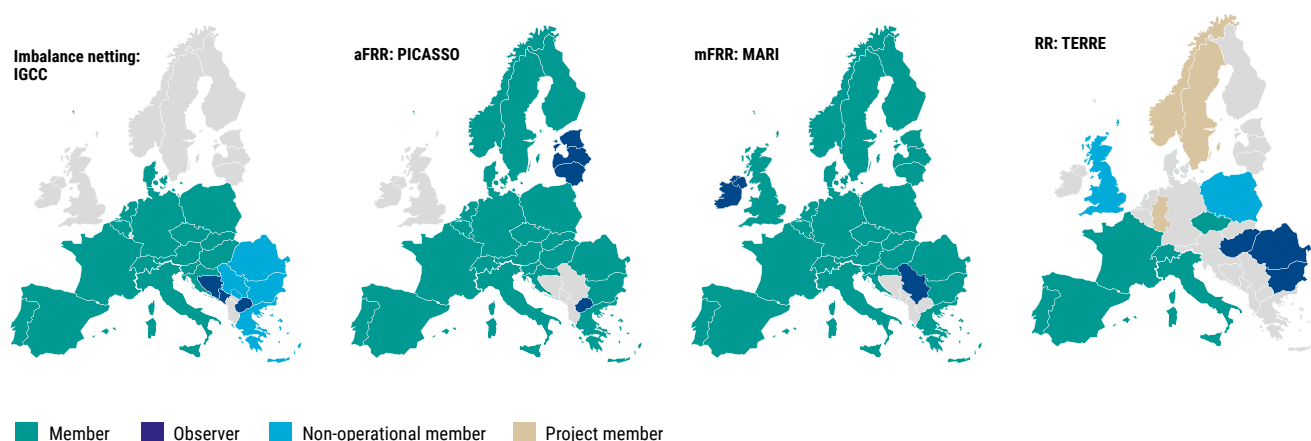 Imbalance netting:
IGCC
aFRR: PICASSO
mFRR: MARI
RR: TERRE
Member
Observer
Non-operational member
Project member